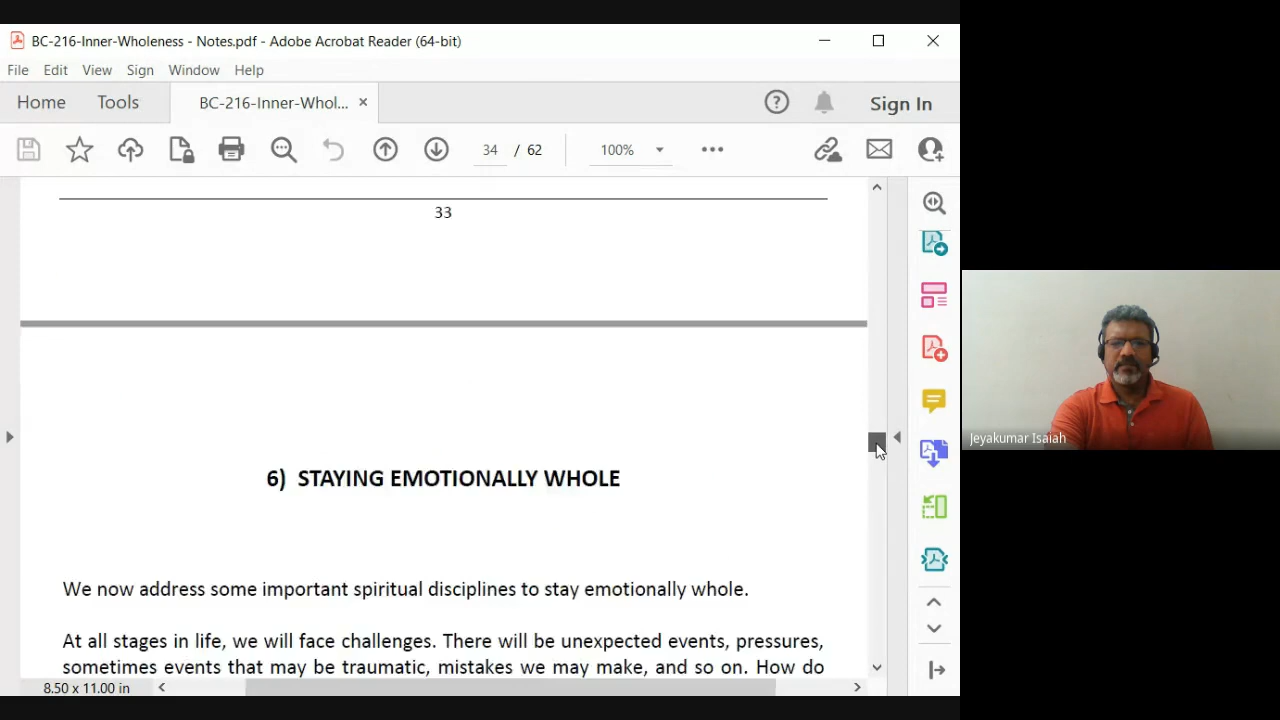 BC-216-Inner-Wholeness - Notes.pdf - Adobe Acrobat Reader (64-bit)
File Edit View Sign Window Help
Home Tools BC-216-Inner-Whol... × ? Sign In
34 / 62 100%
33
6) STAYING EMOTIONALLY WHOLE
We now address some important spiritual disciplines to stay emotionally whole.
At all stages in life, we will face challenges. There will be unexpected events, pressures,
sometimes events that may be traumatic, mistakes we may make, and so on. How do
8.50 x 11.00 in
Jeyakumar Isaiah